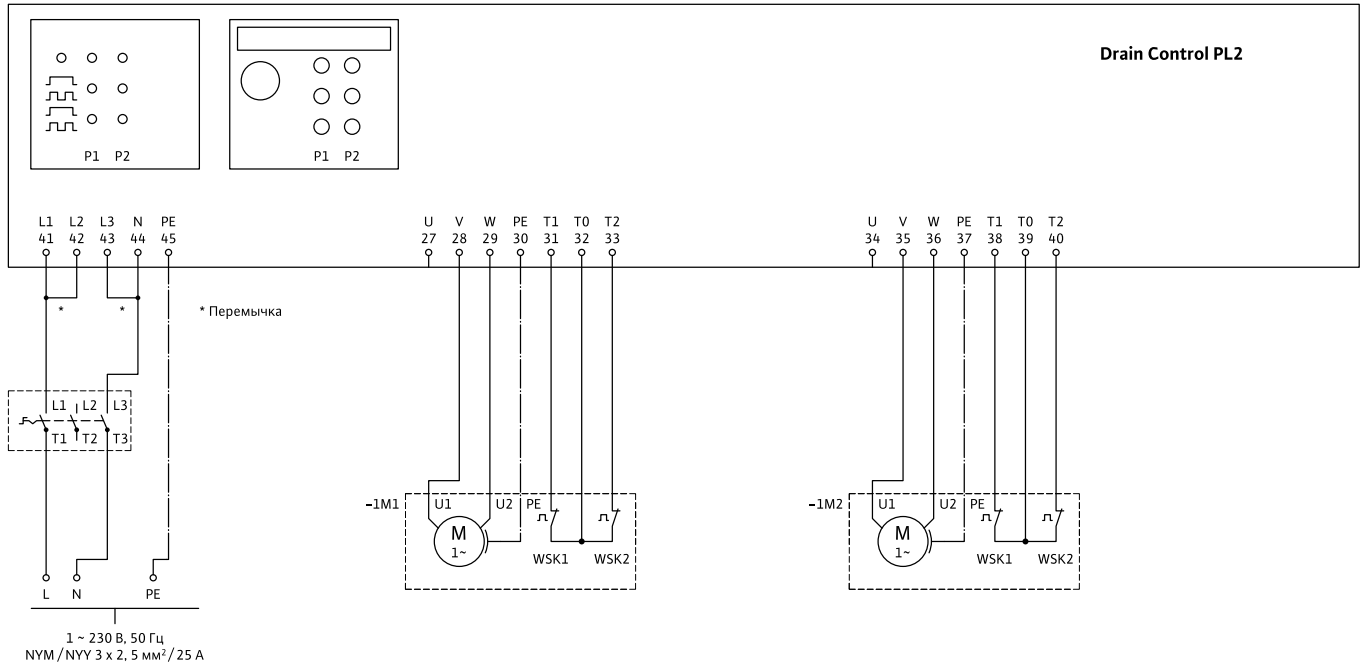 Drain Control PL2
P1 P2
P1 P2
L1 L2 L3 N PE
41 42 43 44 45
U V W PE T1 T0 T2
27 28 29 30 31 32 33
U V W PE T1 T0 T2
34 35 36 37 38 39 40
* *
* Перемычка
L1 L2 L3
T1 T2 T3
-1M1 U1 U2 PE
M
1~
WSK1 WSK2
-1M2 U1 U2 PE
M
1~
WSK1 WSK2
L N PE
1 ~ 230 В, 50 Гц
NYM/NYY 3 x 2, 5 мм²/25 А